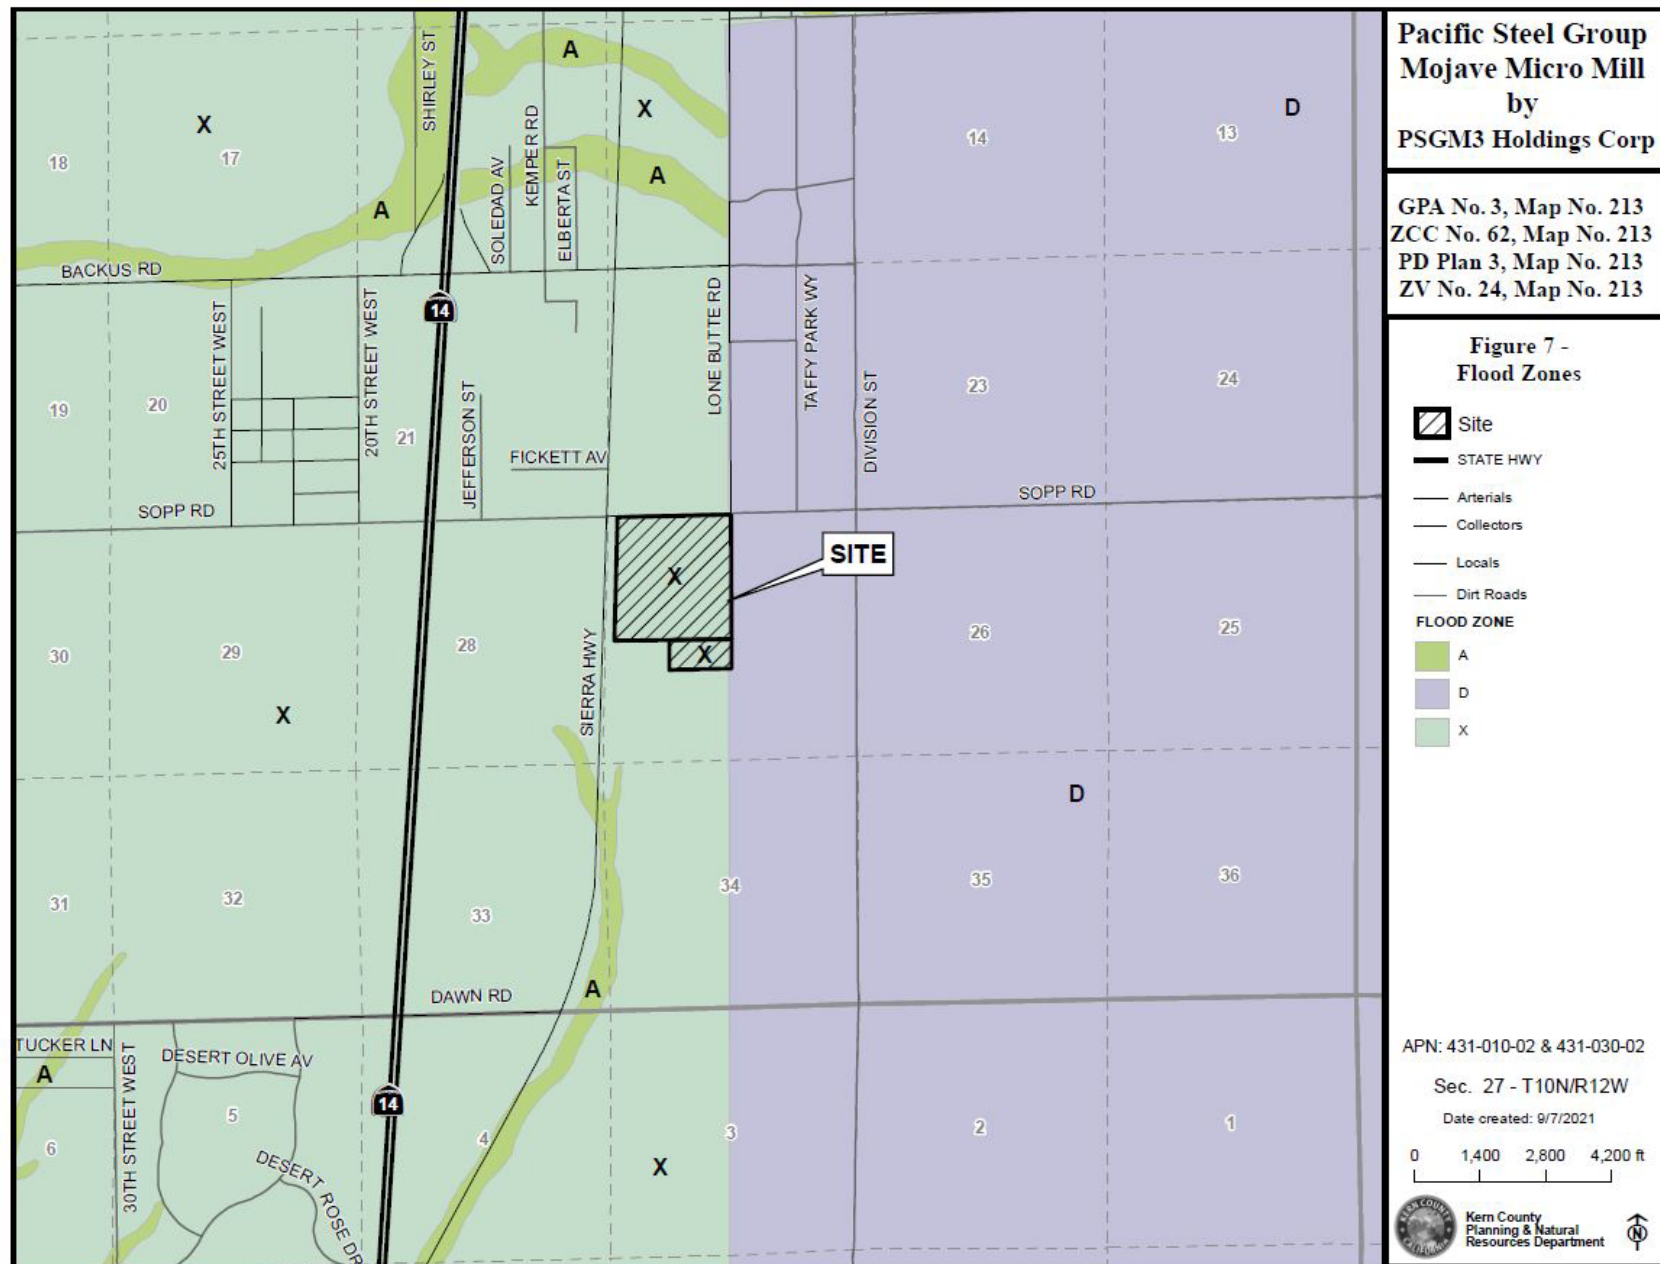 Pacific Steel Group
Mojave Micro Mill
by
PSGM3 Holdings Corp
GPA No. 3, Map No. 213
ZCC No. 62, Map No. 213
PD Plan 3, Map No. 213
ZV No. 24, Map No. 213
Figure 7 -
Flood Zones
Site
STATE HWY
Arterials
Collectors
Locals
Dirt Roads
FLOOD ZONE
A
D
X
APN: 431-010-02 & 431-030-02
Sec. 27 - T10N/R12W
Date created: 9/7/2021
0 1,400 2,800 4,200 ft
KERN COUNTY
CALIFORNIA
Kern County
Planning & Natural
Resources Department
N
SHIRLEY ST
A
X
X
D
18
17
14
13
KEMPER RD
SOLEDAD AV
ELBERTA ST
A
A
BACKUS RD
14
25TH STREET WEST
20TH STREET WEST
LONE BUTTE RD
TAFFY PARK WY
DIVISION ST
JEFFERSON ST
19
20
21
23
24
FICKETT AV
SOPP RD
SOPP RD
SITE
X
X
30
29
28
26
25
SIERRA HWY
X
D
31
32
33
34
35
36
DAWN RD
A
TUCKER LN
DESERT OLIVE AV
A
30TH STREET WEST
14
DESERT ROSE DR
6
5
4
3
2
1
X